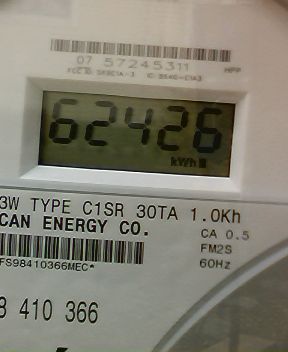 07 57245311
HPP
62426
kWh
3W TYPE C1SR 30TA 1.0Kh
CAN ENERGY CO.
CA 0.5
FM2S
60Hz
FS98410366MEC*
8 410 366